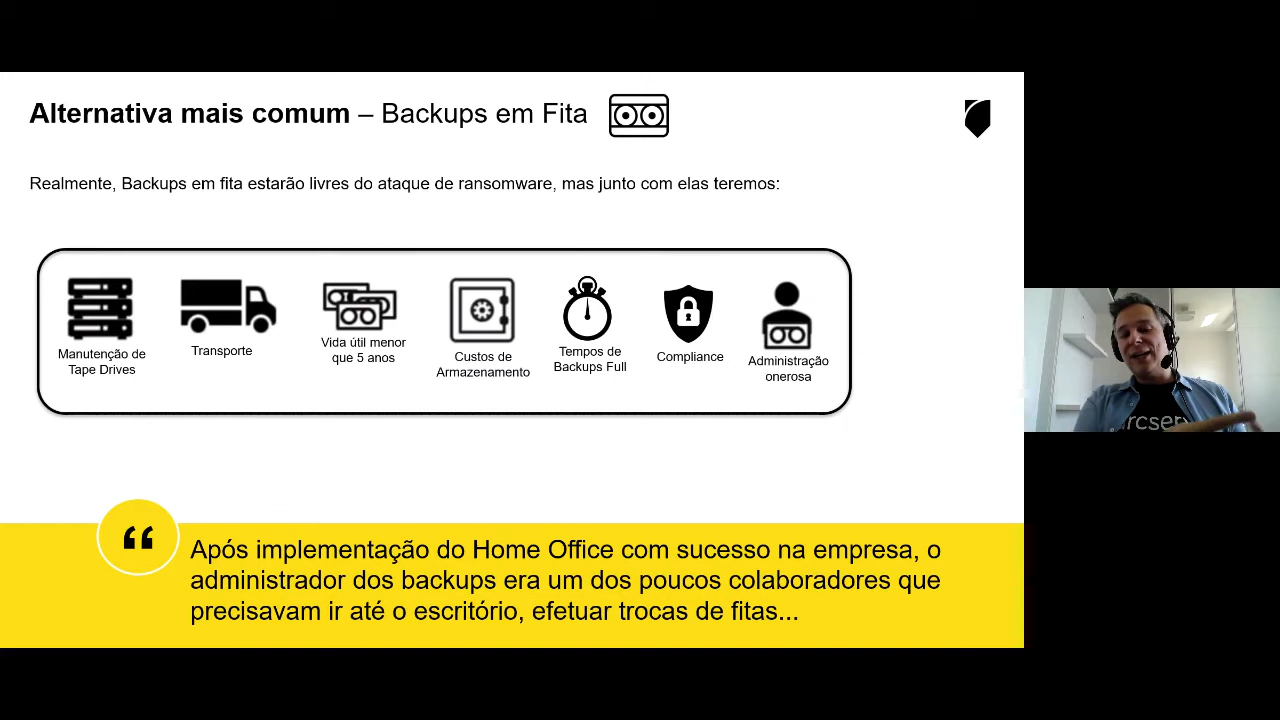 Alternativa mais comum – Backups em Fita
Realmente, Backups em fita estarão livres do ataque de ransomware, mas junto com elas teremos:
Manutenção de
Tape Drives
Transporte
Vida útil menor
que 5 anos
Custos de
Armazenamento
Tempos de
Backups Full
Compliance
Administração
onerosa
“
Após implementação do Home Office com sucesso na empresa, o
administrador dos backups era um dos poucos colaboradores que
precisavam ir até o escritório, efetuar trocas de fitas...